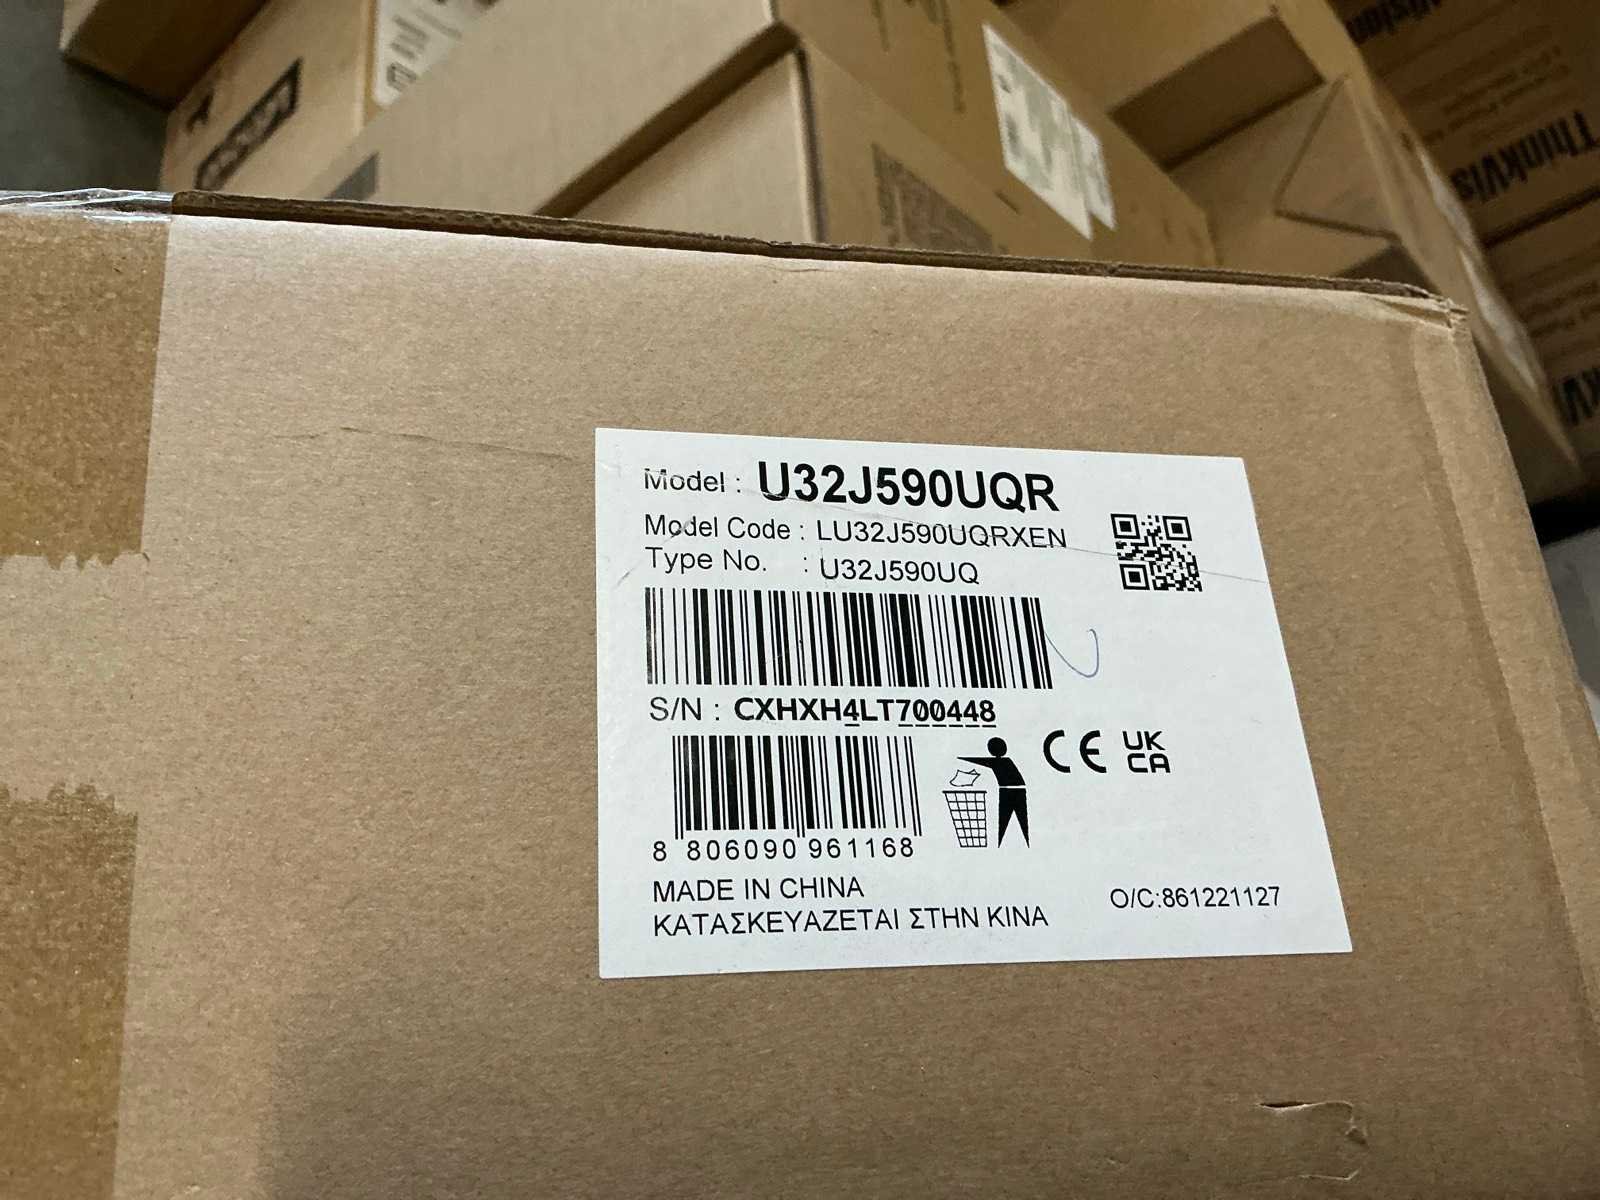 ThinkVis
Model : U32J590UQR
Model Code : LU32J590UQRXEN
Type No. : U32J590UQ
S/N : CXHXH4LT700448
CE UK
CA
8 806090 961168
MADE IN CHINA
ΚΑΤΑΣΚΕΥΑΖΕΤΑΙ ΣΤΗΝ ΚΙΝΑ
O/C:861221127